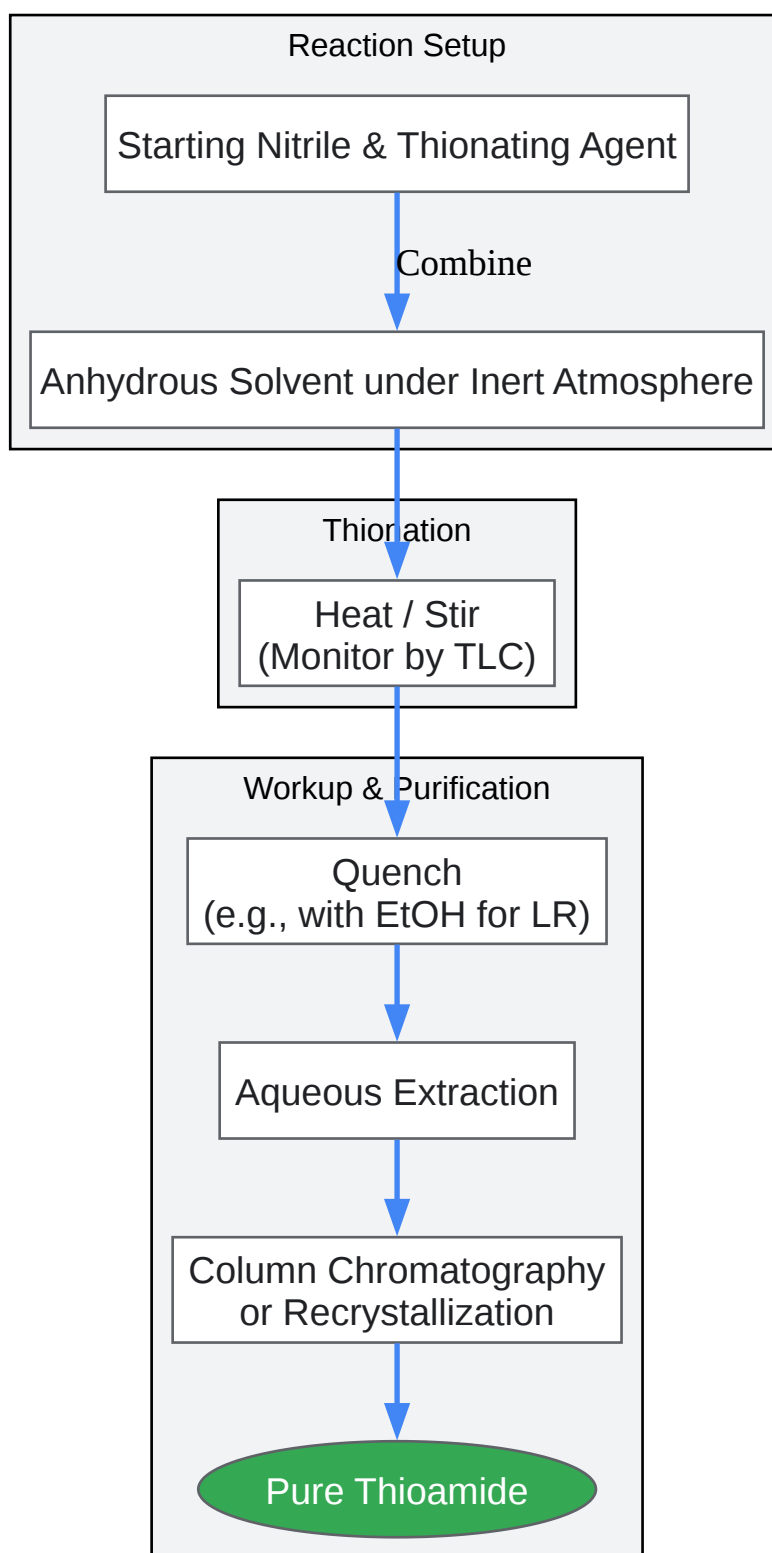 Reaction Setup
Starting Nitrile & Thionating Agent
Combine
Anhydrous Solvent under Inert Atmosphere
Thionation
Heat / Stir
(Monitor by TLC)
Workup & Purification
Quench
(e.g., with EtOH for LR)
Aqueous Extraction
Column Chromatography
or Recrystallization
Pure Thioamide